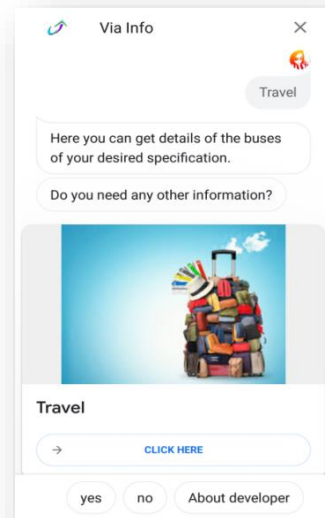 Via Info
Travel
Here you can get details of the buses
of your desired specification.
Do you need any other information?
Travel
CLICK HERE
yes no About developer